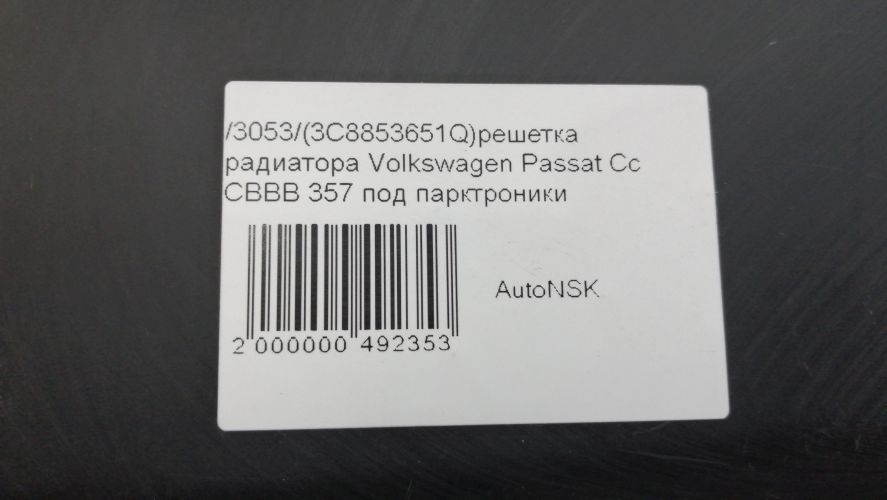 /3053/(3C8853651Q)решетка
радиатора Volkswagen Passat Cc
CBBB 357 под парктроники
AutoNSK
2 000000 492353